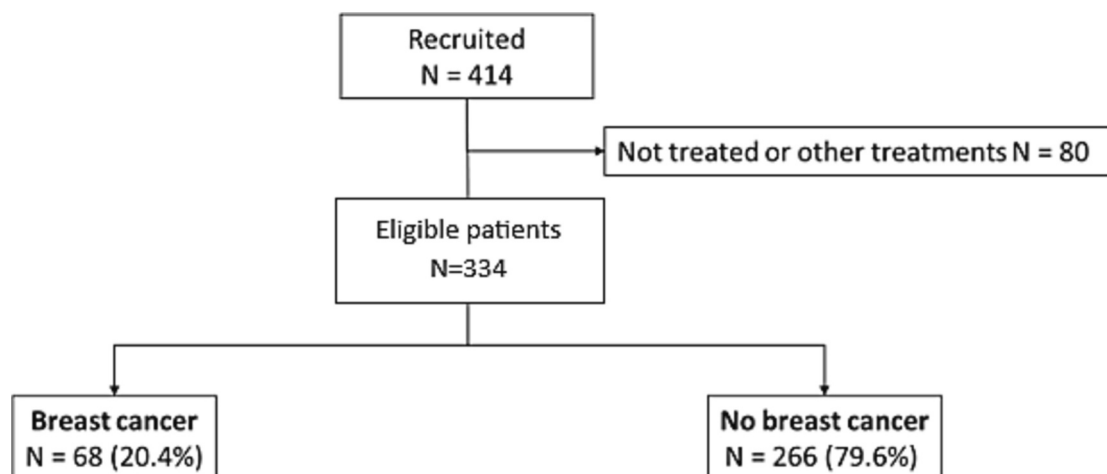 Recruited
N = 414
Not treated or other treatments N = 80
Eligible patients
N=334
Breast cancer
N = 68 (20.4%)
No breast cancer
N = 266 (79.6%)